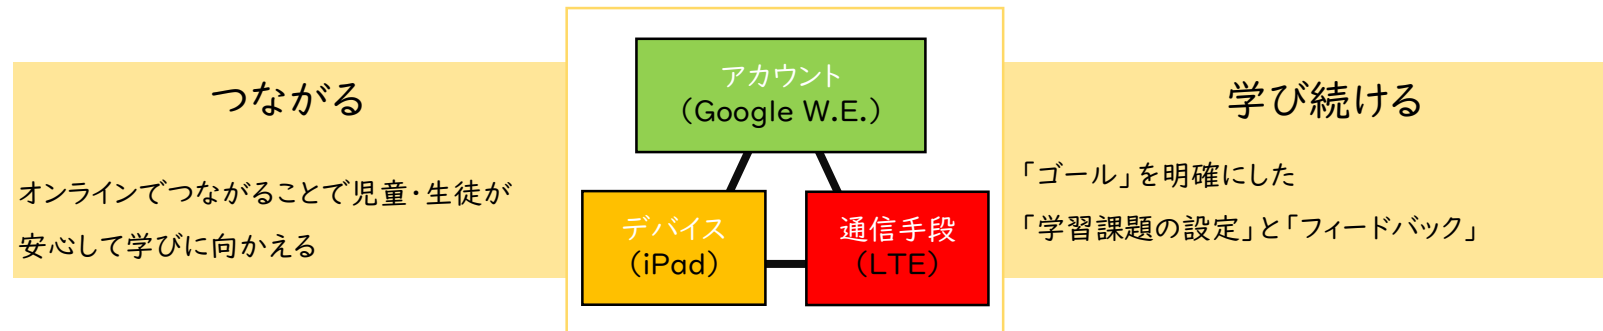 つながる
オンラインでつながることで児童・生徒が
安心して学びに向かえる
アカウント
(Google W.E.)
デバイス
(iPad)
通信手段
(LTE)
学び続ける
「ゴール」を明確にした
「学習課題の設定」と「フィードバック」